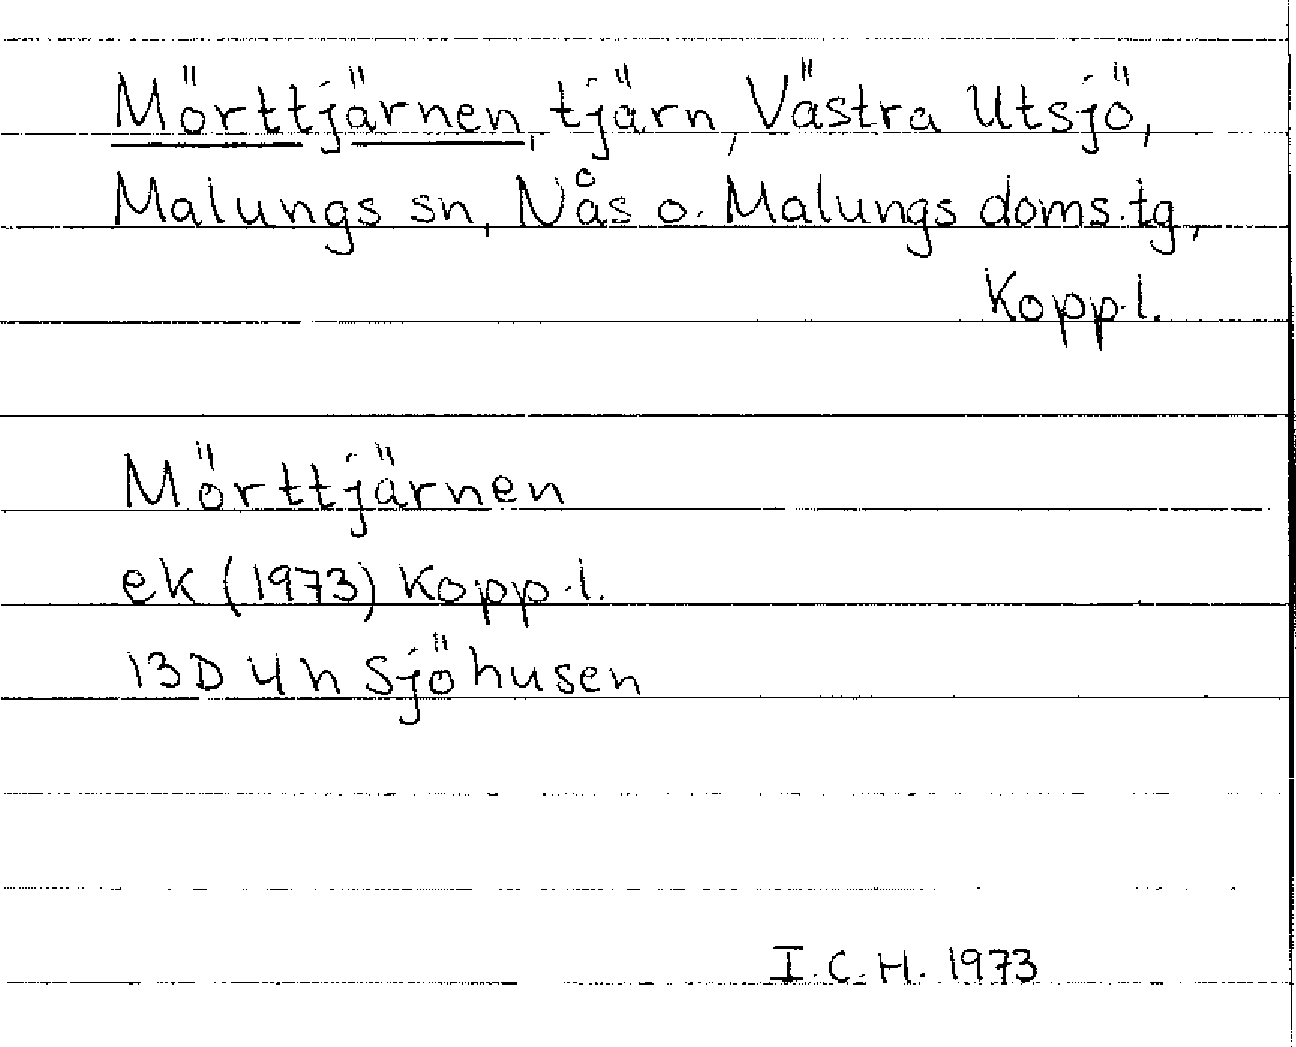 Mörttjärnen, tjärn, Västra Utsjö,
Malungs sn, Nås o. Malungs doms.tg,
Kopp.l.
Mörttjärnen
ek (1973) Kopp.l.
13D 4h Sjöhusen
I.C.H. 1973